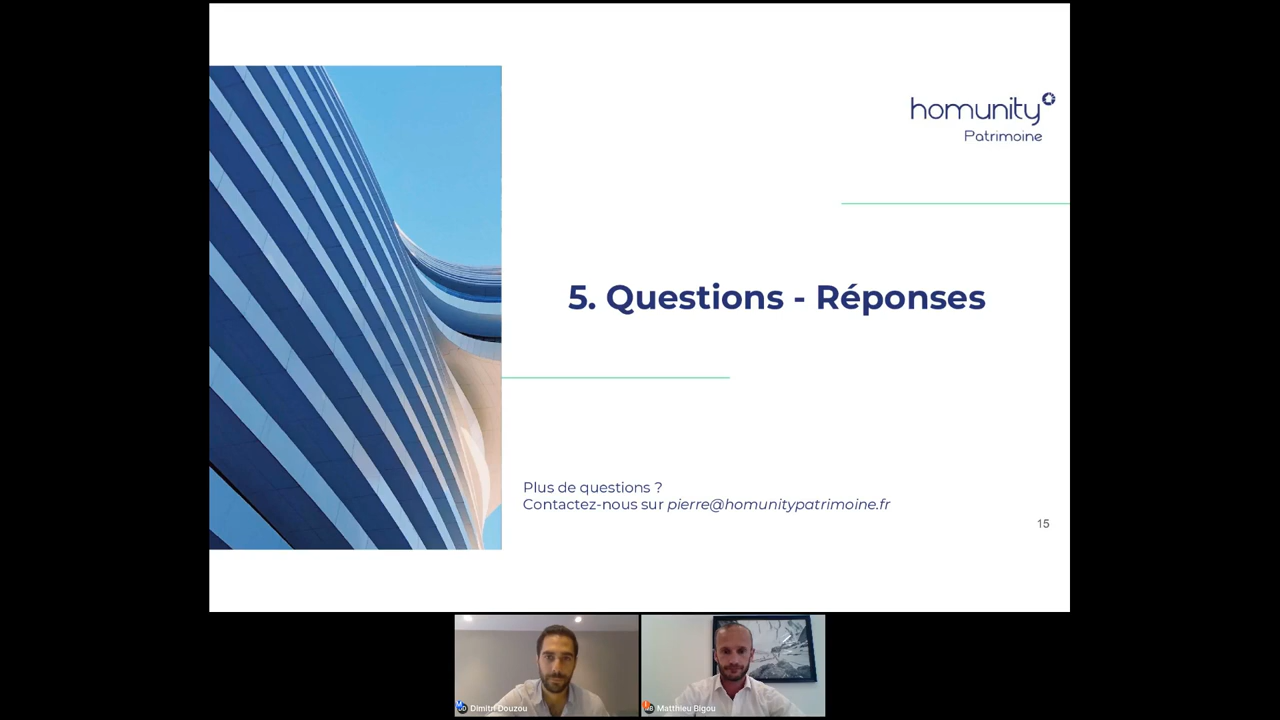 homunity
Patrimoine
5. Questions - Réponses
Plus de questions ?
Contactez-nous sur pierre@homunitypatrimoine.fr
15
Dimitri Douzou
Matthieu Bigou